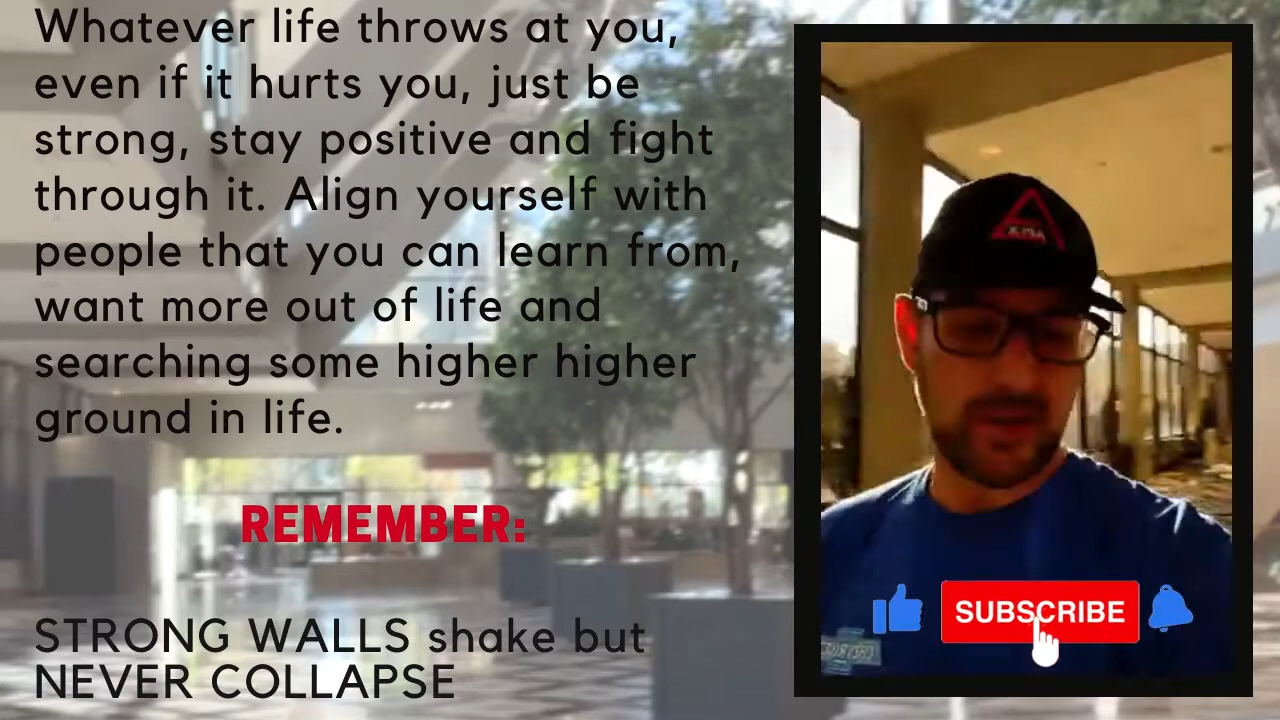 Whatever life throws at you,
even if it hurts you, just be
strong, stay positive and fight
through it. Align yourself with
people that you can learn from,
want more out of life and
searching some higher higher
ground in life.
REMEMBER:
STRONG WALLS shake but
NEVER COLLAPSE
SUBSCRIBE